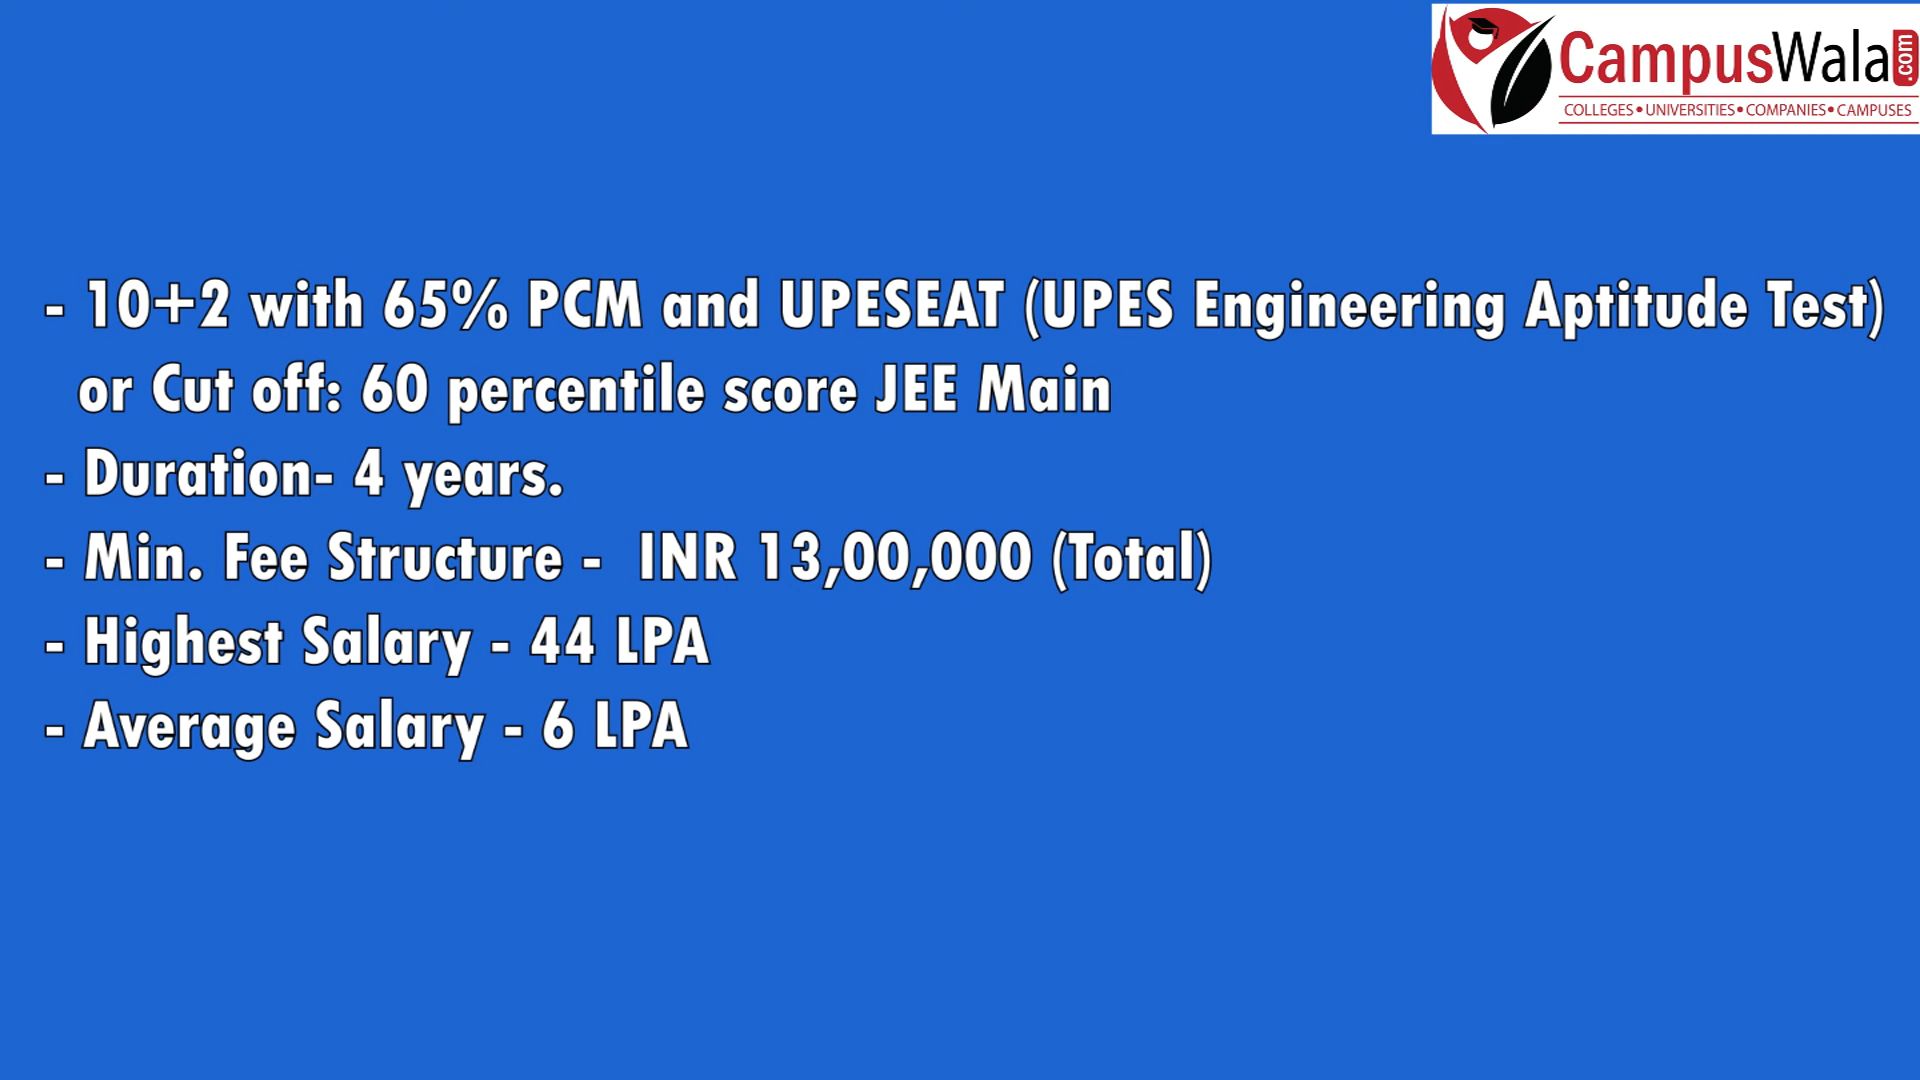 CampusWala.com
COLLEGES • UNIVERSITIES • COMPANIES • CAMPUSES
- 10+2 with 65% PCM and UPESEAT (UPES Engineering Aptitude Test)
or Cut off: 60 percentile score JEE Main
- Duration- 4 years.
- Min. Fee Structure - INR 13,00,000 (Total)
- Highest Salary - 44 LPA
- Average Salary - 6 LPA